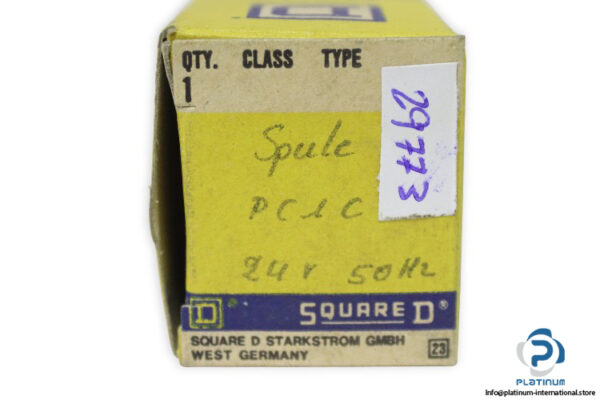 QTY. CLASS TYPE
1
29773
Spule
PC1C
24 v 50Hz
D SQUARE D®
SQUARE D STARKSTROM GMBH
WEST GERMANY
23
PLATINUM
Info@platinum-international.store